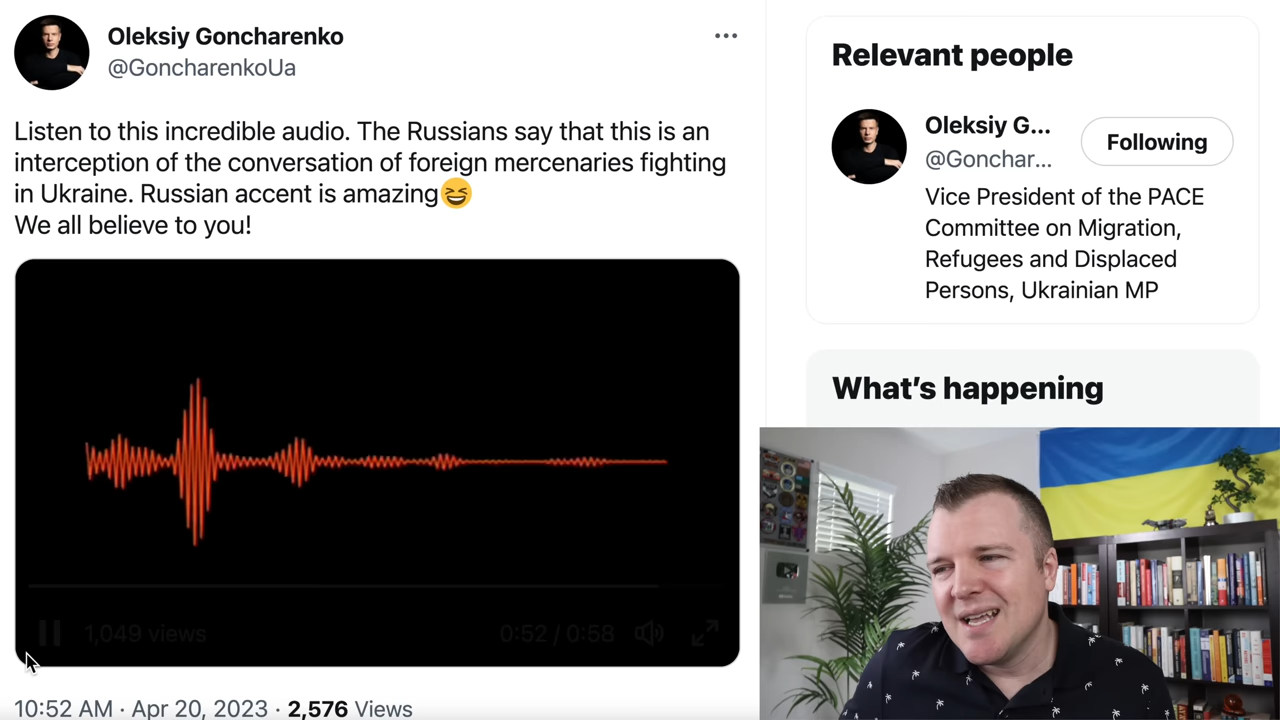 Oleksiy Goncharenko
@GoncharenkoUa
Listen to this incredible audio. The Russians say that this is an
interception of the conversation of foreign mercenaries fighting
in Ukraine. Russian accent is amazing😆
We all believe to you!
1,049 views
0:52 / 0:58
10:52 AM · Apr 20, 2023 · 2,576 Views
Relevant people
Oleksiy G...
@Gonchar...
Following
Vice President of the PACE
Committee on Migration,
Refugees and Displaced
Persons, Ukrainian MP
What's happening